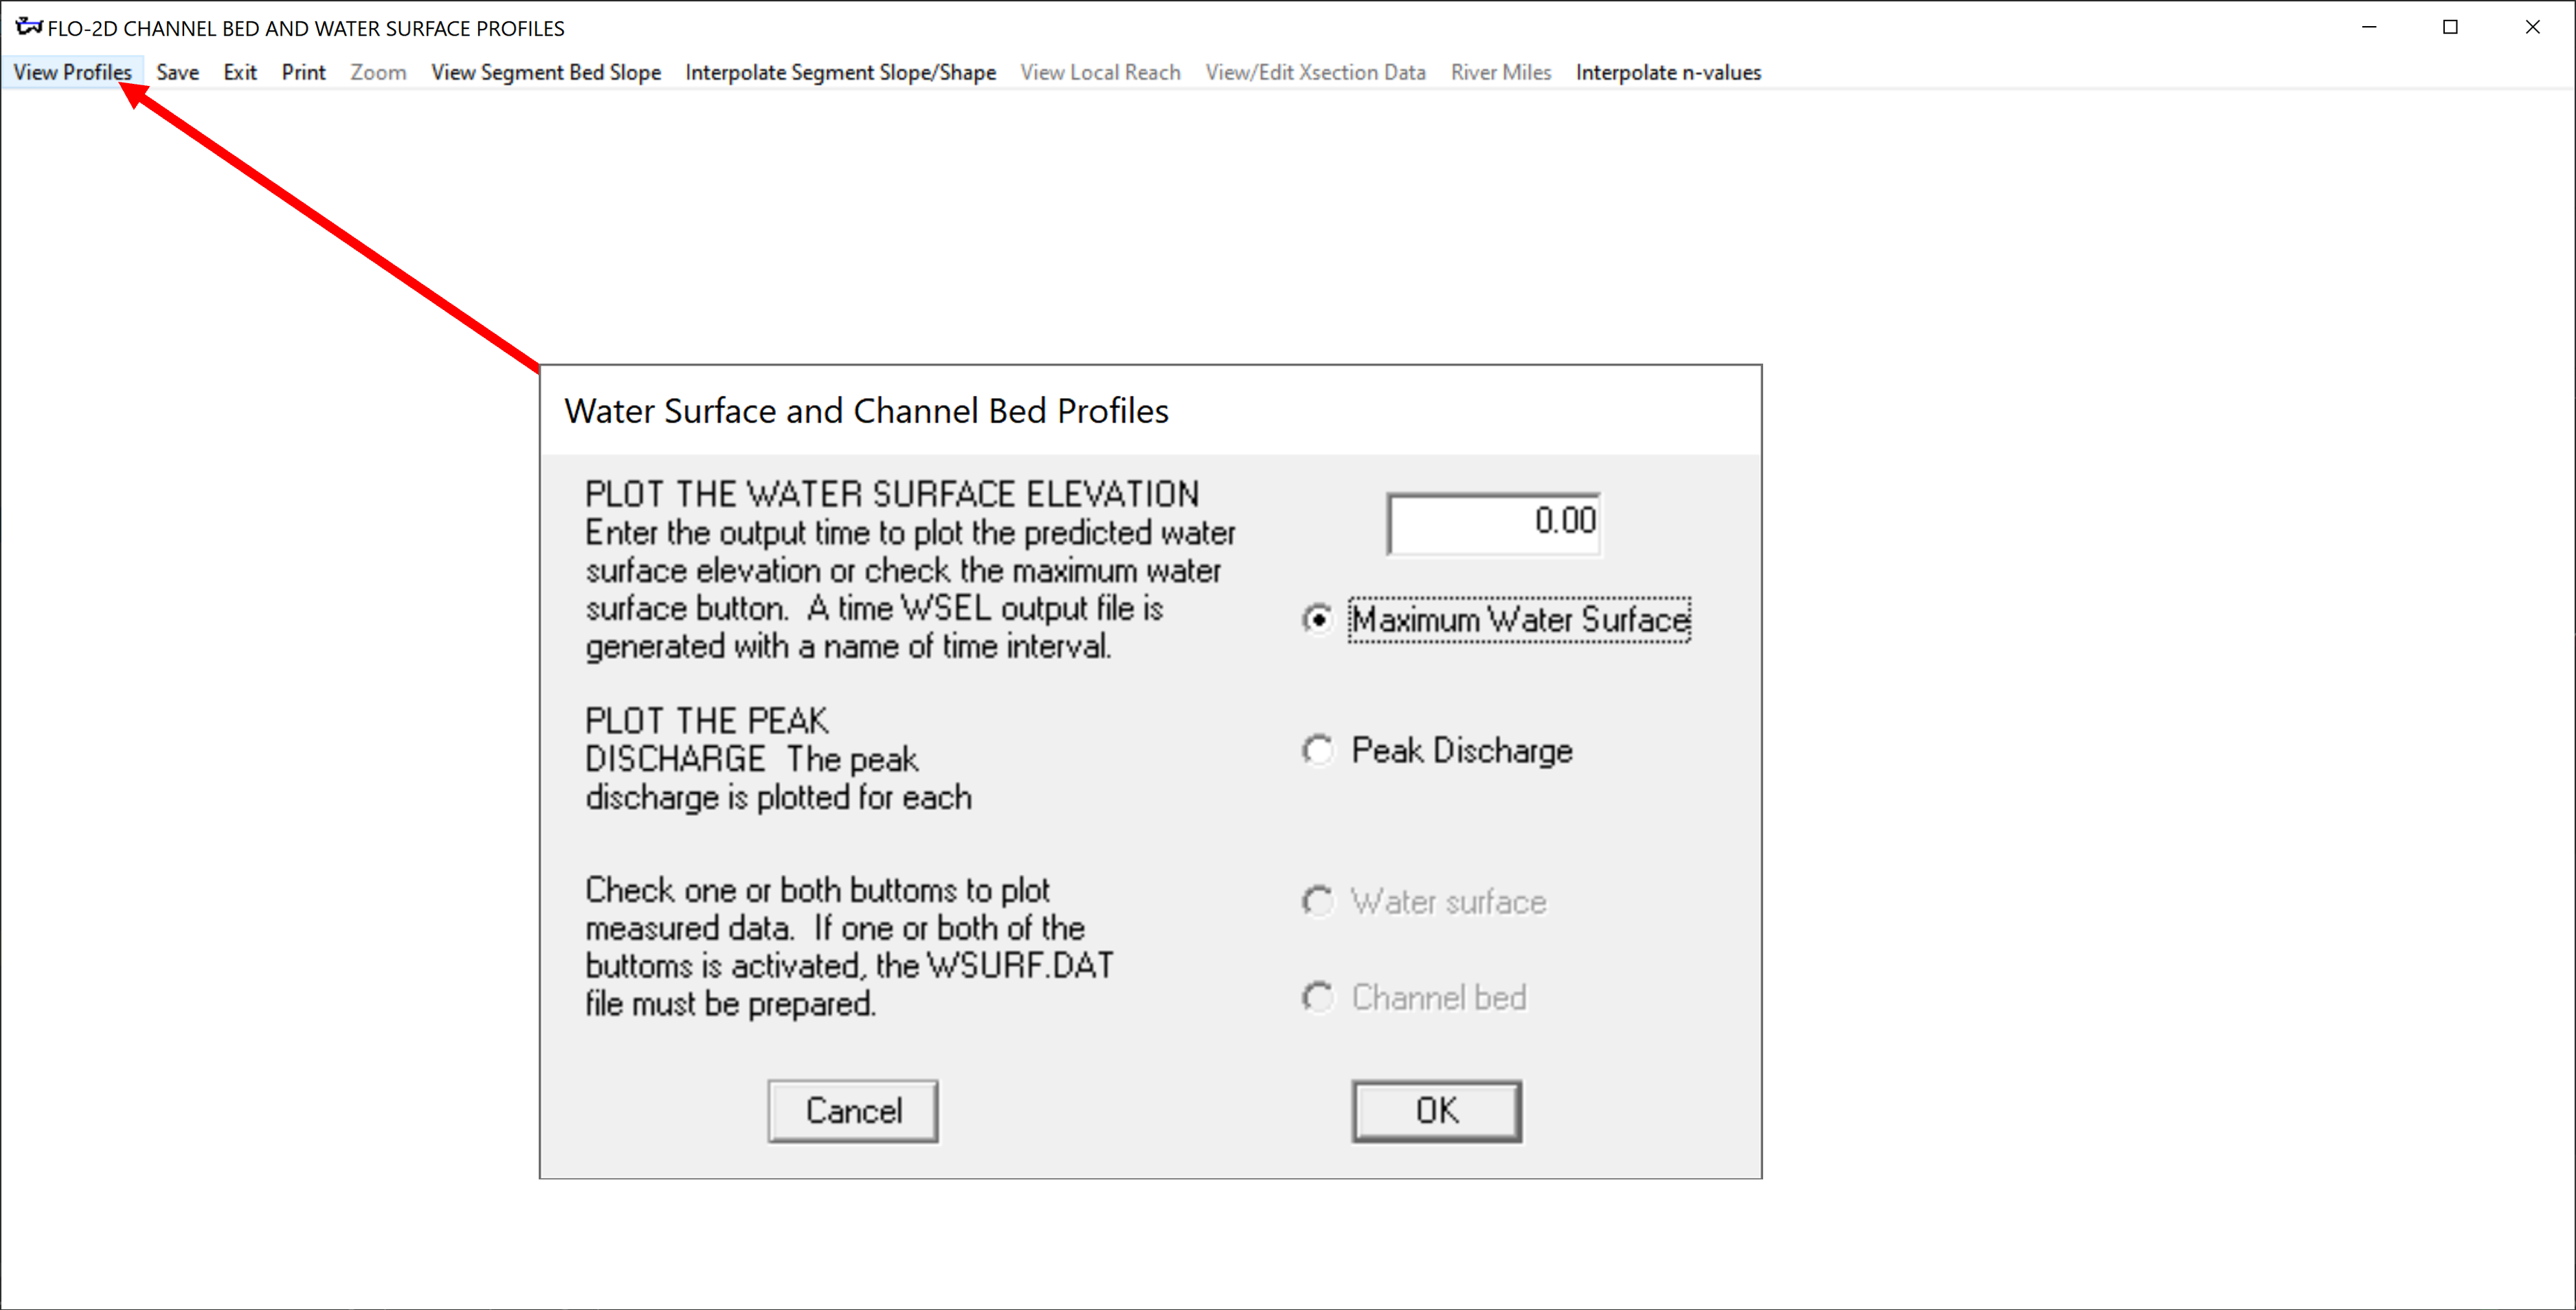 FLO-2D CHANNEL BED AND WATER SURFACE PROFILES
View Profiles Save Exit Print Zoom View Segment Bed Slope Interpolate Segment Slope/Shape View Local Reach View/Edit Xsection Data River Miles Interpolate n-values
Water Surface and Channel Bed Profiles
PLOT THE WATER SURFACE ELEVATION
Enter the output time to plot the predicted water
surface elevation or check the maximum water
surface button. A time WSEL output file is
generated with a name of time interval.
0.00
Maximum Water Surface
PLOT THE PEAK
DISCHARGE The peak
discharge is plotted for each
Peak Discharge
Check one or both buttoms to plot
measured data. If one or both of the
buttoms is activated, the WSURF.DAT
file must be prepared.
Water surface
Channel bed
Cancel
OK